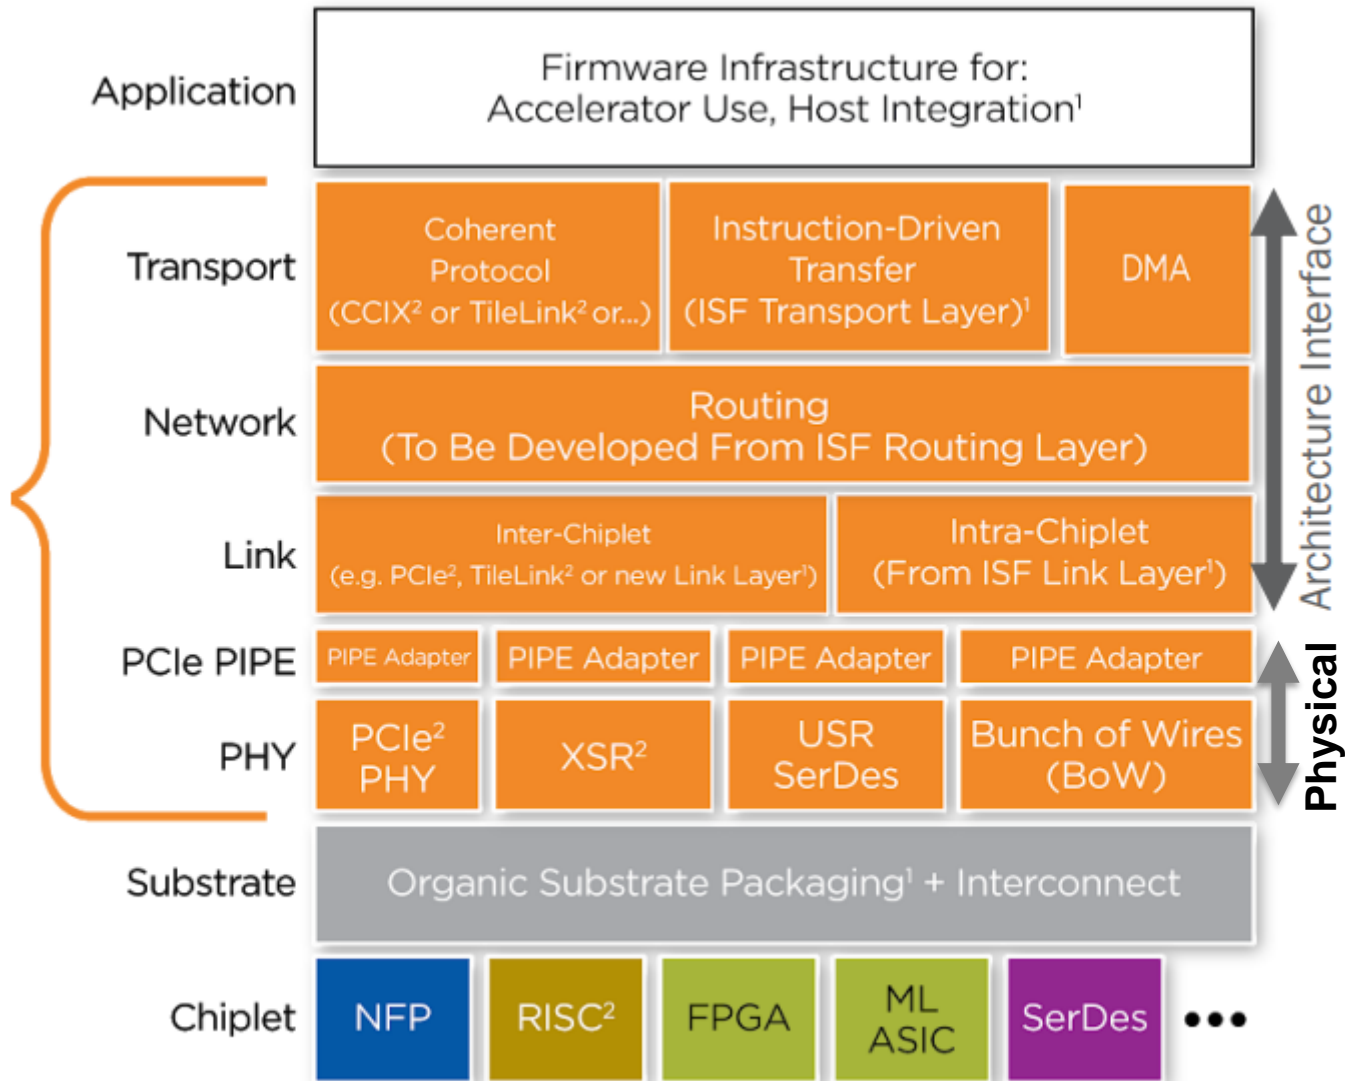 Application
Firmware Infrastructure for:
Accelerator Use, Host Integration¹
Transport
Coherent
Protocol
(CCIX² or TileLink² or...)
Instruction-Driven
Transfer
(ISF Transport Layer)¹
DMA
Architecture Interface
Network
Routing
(To Be Developed From ISF Routing Layer)
Link
Inter-Chiplet
(e.g. PCIe², TileLink² or new Link Layer¹)
Intra-Chiplet
(From ISF Link Layer¹)
PCIe PIPE
PIPE Adapter
PIPE Adapter
PIPE Adapter
PIPE Adapter
Physical
PHY
PCIe²
PHY
XSR²
USR
SerDes
Bunch of Wires
(BoW)
Substrate
Organic Substrate Packaging¹ + Interconnect
Chiplet
NFP
RISC²
FPGA
ML
ASIC
SerDes
•••